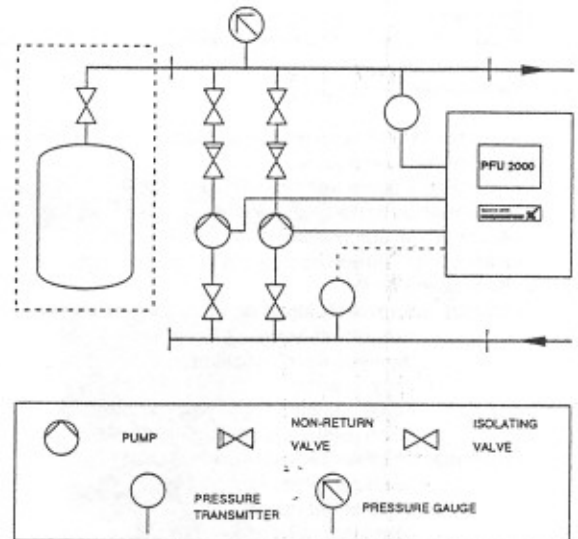 PFU 2000
PUMP
NON-RETURN
VALVE
ISOLATING
VALVE
PRESSURE
TRANSMITTER
PRESSURE GAUGE